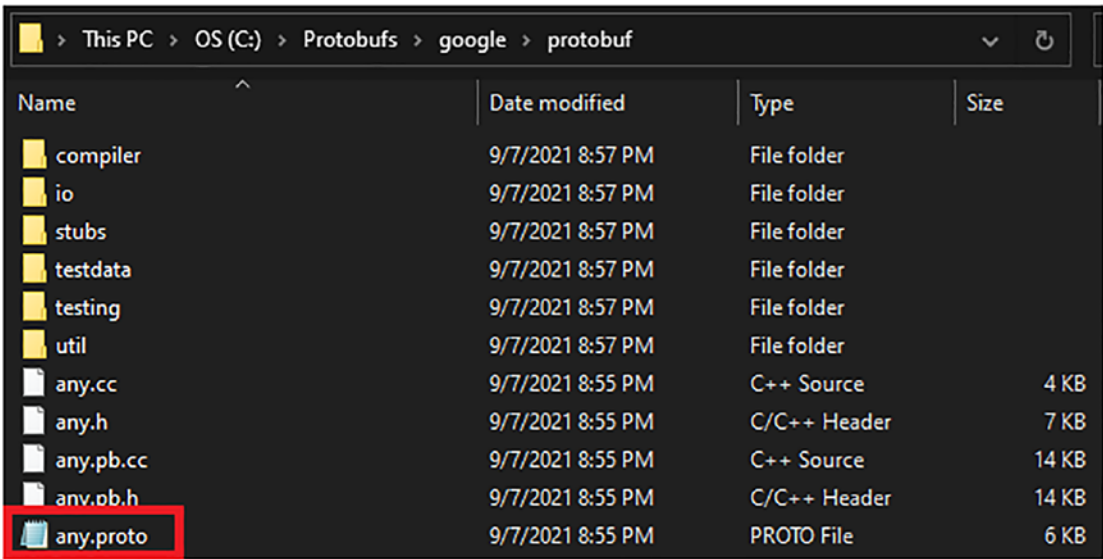 > This PC > OS (C:) > Protobufs > google > protobuf
Name Date modified Type Size
compiler 9/7/2021 8:57 PM File folder
io 9/7/2021 8:57 PM File folder
stubs 9/7/2021 8:57 PM File folder
testdata 9/7/2021 8:57 PM File folder
testing 9/7/2021 8:57 PM File folder
util 9/7/2021 8:57 PM File folder
any.cc 9/7/2021 8:55 PM C++ Source 4 KB
any.h 9/7/2021 8:55 PM C/C++ Header 7 KB
any.pb.cc 9/7/2021 8:55 PM C++ Source 14 KB
any.pb.h 9/7/2021 8:55 PM C/C++ Header 14 KB
any.proto 9/7/2021 8:55 PM PROTO File 6 KB